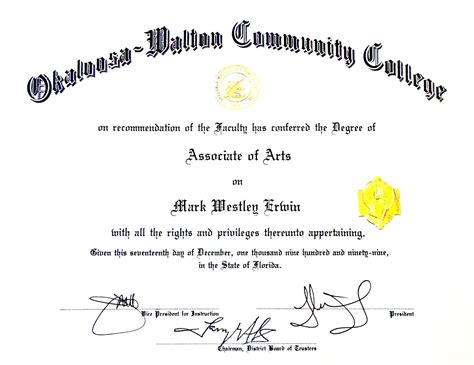 Okaloosa-Walton Community College
on recommendation of the Faculty has conferred the Degree of
Associate of Arts
on
Mark Westley Erwin
with all the rights and privileges thereunto appertaining.
Given this seventeenth day of December, one thousand nine hundred and ninety-nine,
in the State of Florida.
Vice President for Instruction
Chairman, District Board of Trustees